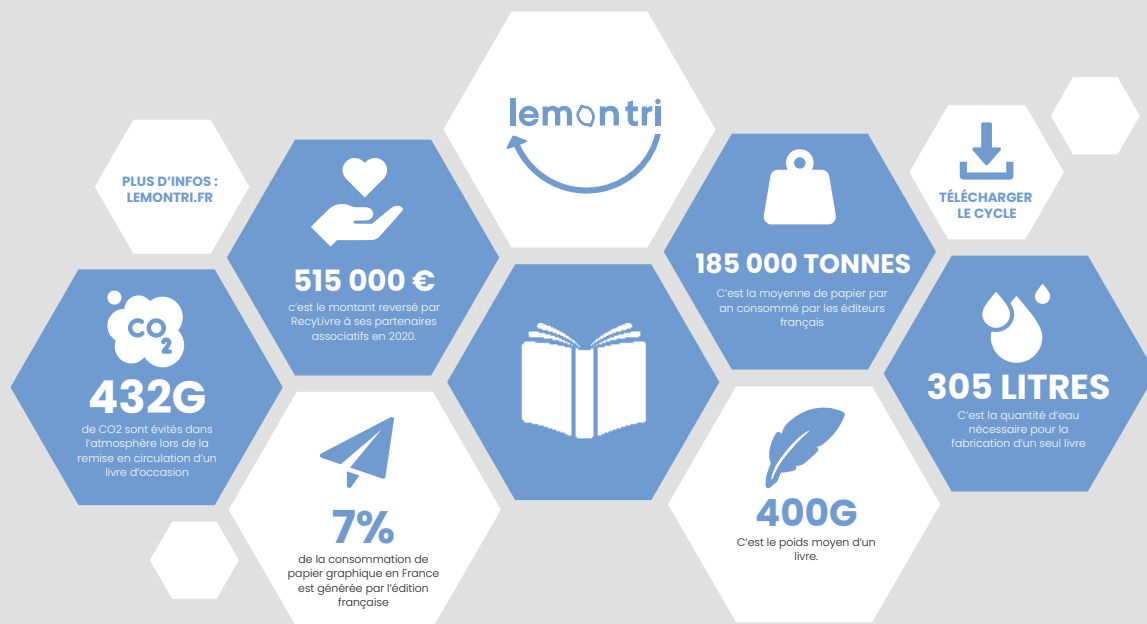 lemon tri
PLUS D'INFOS :
LEMONTRI.FR
515 000 €
c'est le montant reversé par
RecyLivre à ses partenaires
associatifs en 2020.
185 000 TONNES
C'est la moyenne de papier par
an consommé par les éditeurs
français
TÉLÉCHARGER
LE CYCLE
CO2
432G
de CO2 sont évités dans
l'atmosphère lors de la
remise en circulation d'un
livre d'occasion
305 LITRES
C'est la quantité d'eau
nécessaire pour la
fabrication d'un seul livre
7%
de la consommation de
papier graphique en France
est générée par l'édition
française
400G
C'est le poids moyen d'un
livre.